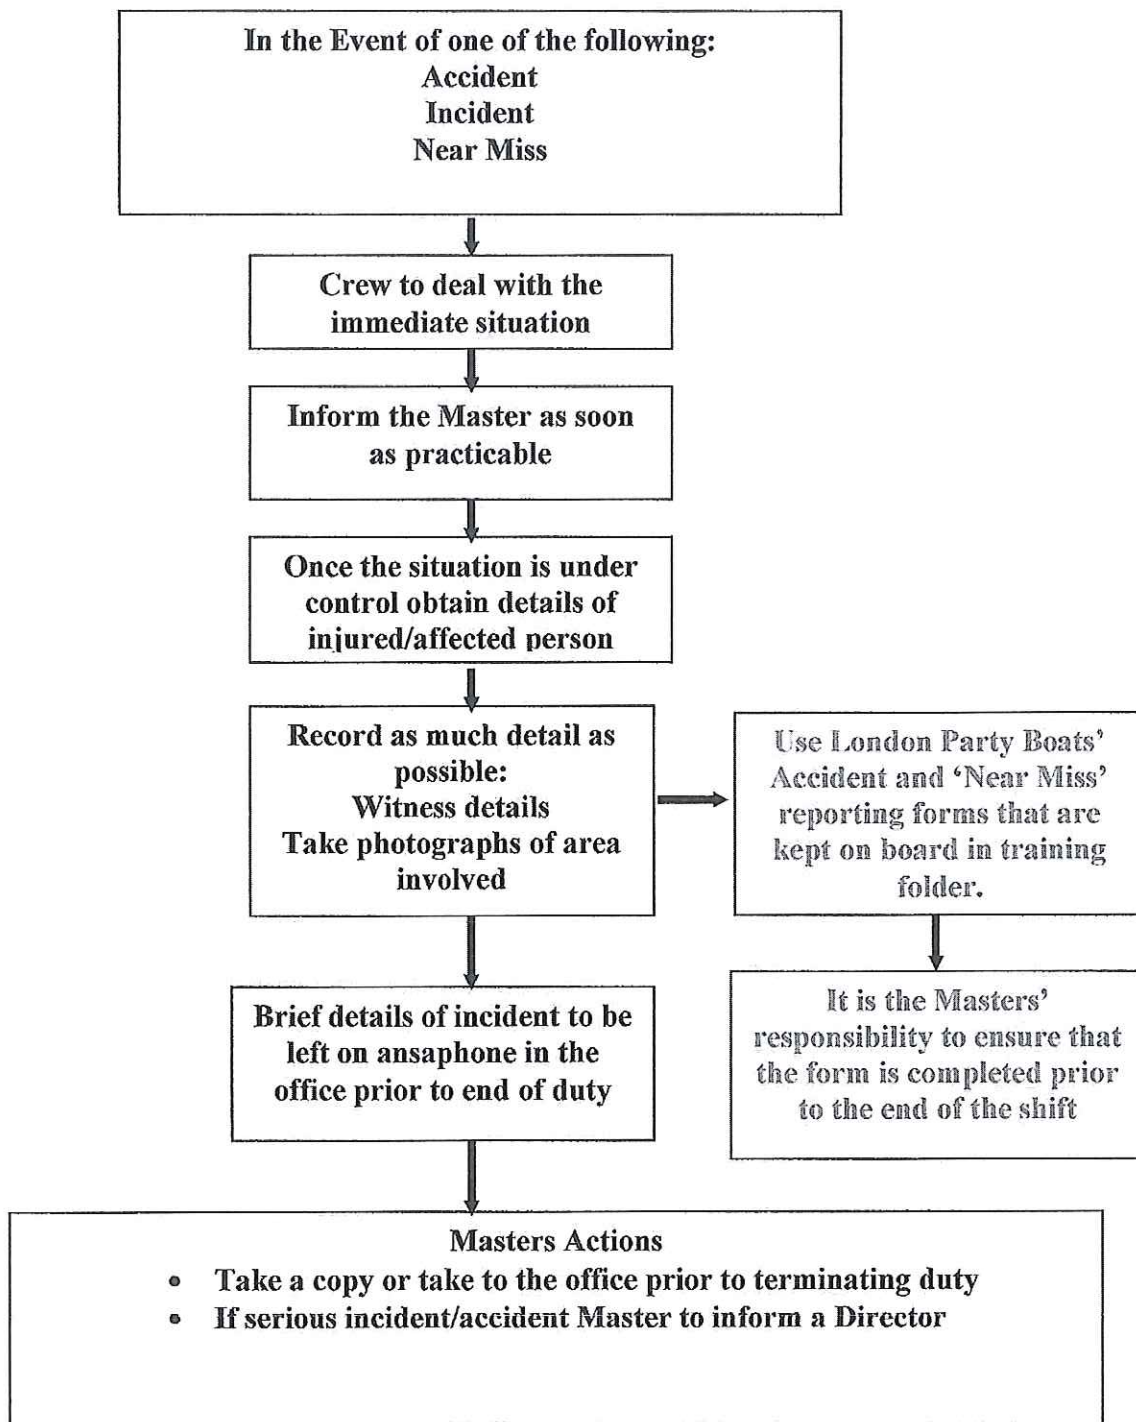 In the Event of one of the following:
Accident
Incident
Near Miss
Crew to deal with the
immediate situation
Inform the Master as soon
as practicable
Once the situation is under
control obtain details of
injured/affected person
Record as much detail as
possible:
Witness details
Take photographs of area
involved
Use London Party Boats’
Accident and ‘Near Miss’
reporting forms that are
kept on board in training
folder.
It is the Masters’
responsibility to ensure that
the form is completed prior
to the end of the shift
Brief details of incident to be
left on ansaphone in the
office prior to end of duty
Masters Actions
• Take a copy or take to the office prior to terminating duty
• If serious incident/accident Master to inform a Director